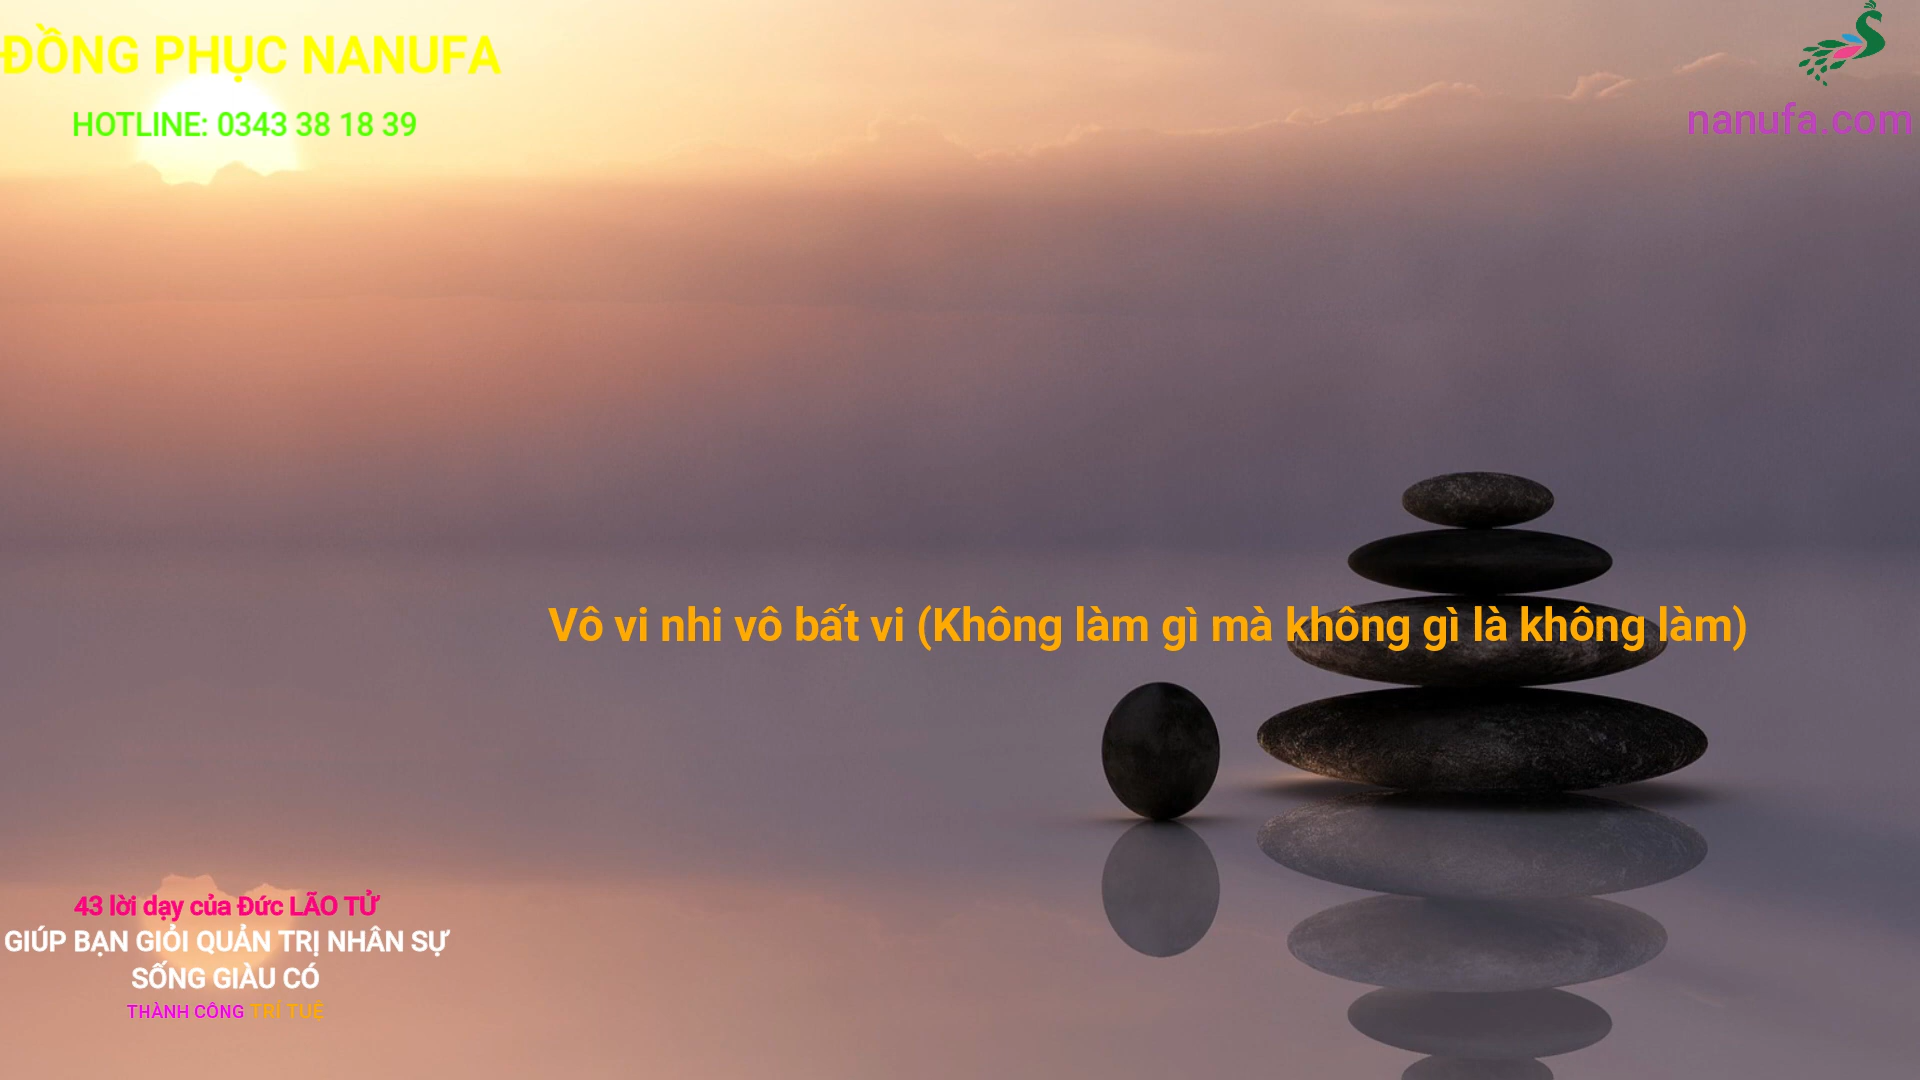 ĐỒNG PHỤC NANUFA
HOTLINE: 0343 38 18 39
nanufa.com
Vô vi nhi vô bất vi (Không làm gì mà không gì là không làm)
43 lời dạy của Đức LÃO TỬ
GIÚP BẠN GIỎI QUẢN TRỊ NHÂN SỰ
SỐNG GIÀU CÓ
THÀNH CÔNG TRÍ TUỆ